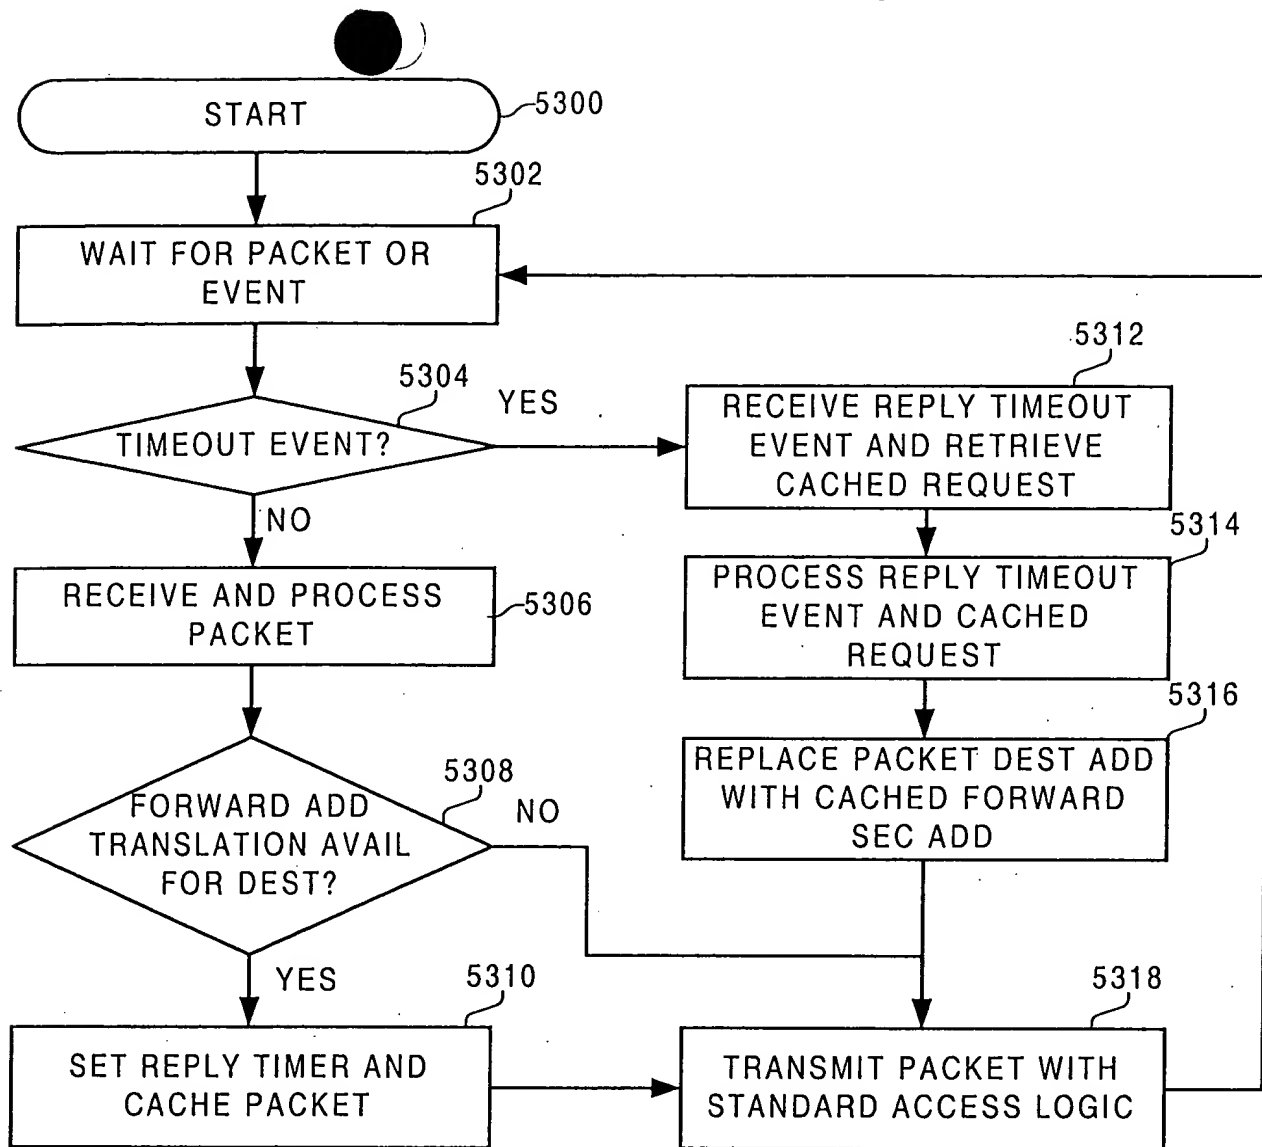 START
5300
5302
WAIT FOR PACKET OR
EVENT
5304
TIMEOUT EVENT?
YES
NO
5312
RECEIVE REPLY TIMEOUT
EVENT AND RETRIEVE
CACHED REQUEST
5306
RECEIVE AND PROCESS
PACKET
5314
PROCESS REPLY TIMEOUT
EVENT AND CACHED
REQUEST
5308
FORWARD ADD
TRANSLATION AVAIL
FOR DEST?
NO
YES
5316
REPLACE PACKET DEST ADD
WITH CACHED FORWARD
SEC ADD
5310
SET REPLY TIMER AND
CACHE PACKET
5318
TRANSMIT PACKET WITH
STANDARD ACCESS LOGIC